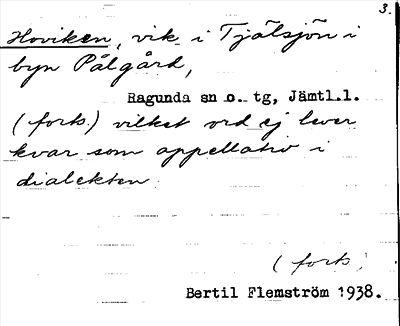 3.
Hoviken, vik i Tjälsjön i
byn Pålgård,
Ragunda sn o. tg, Jämtl.l.
(forts.) vilket ord ej lever
kvar som appellativ i
dialekten.
(forts.)
Bertil Flemström 1938.